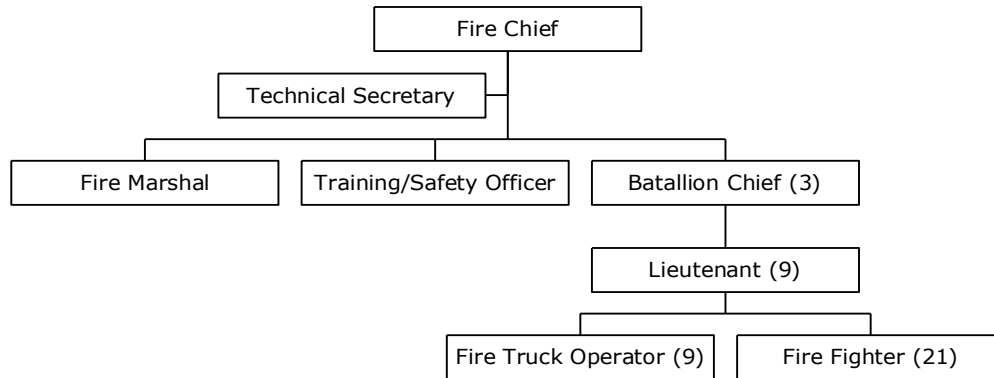 Fire Chief
Technical Secretary
Fire Marshal
Training/Safety Officer
Batallion Chief (3)
Lieutenant (9)
Fire Truck Operator (9)
Fire Fighter (21)